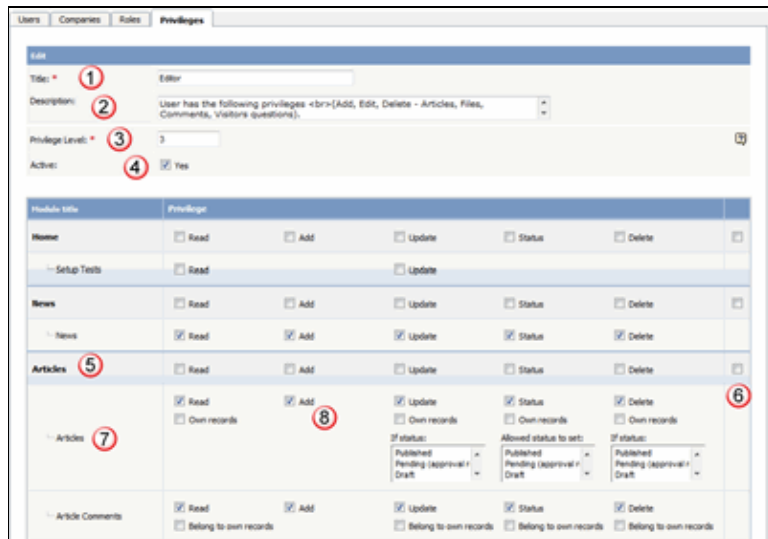 Users Companies Roles Privileges
Edit
Title: * 1 Editor
Description: 2 User has the following privileges <br>(Add, Edit, Delete - Articles, Files,
Comments, Visitors questions).
Privilege Level: * 3 3
Active: 4 Yes
Module title Privilege
Home Read Add Update Status Delete
Setup Tests Read Update
News Read Add Update Status Delete
News Read Add Update Status Delete
Articles 5 Read Add Update Status Delete
6
Read Add Update Status Delete
Own records 8 Own records Own records Own records
Articles 7 If status: Allowed status to set: If status:
Published Published Published
Pending (approval r Pending (approval r Pending (approval r
Draft Draft Draft
Article Comments Read Add Update Status Delete
Belong to own records Belong to own records Belong to own records Belong to own records